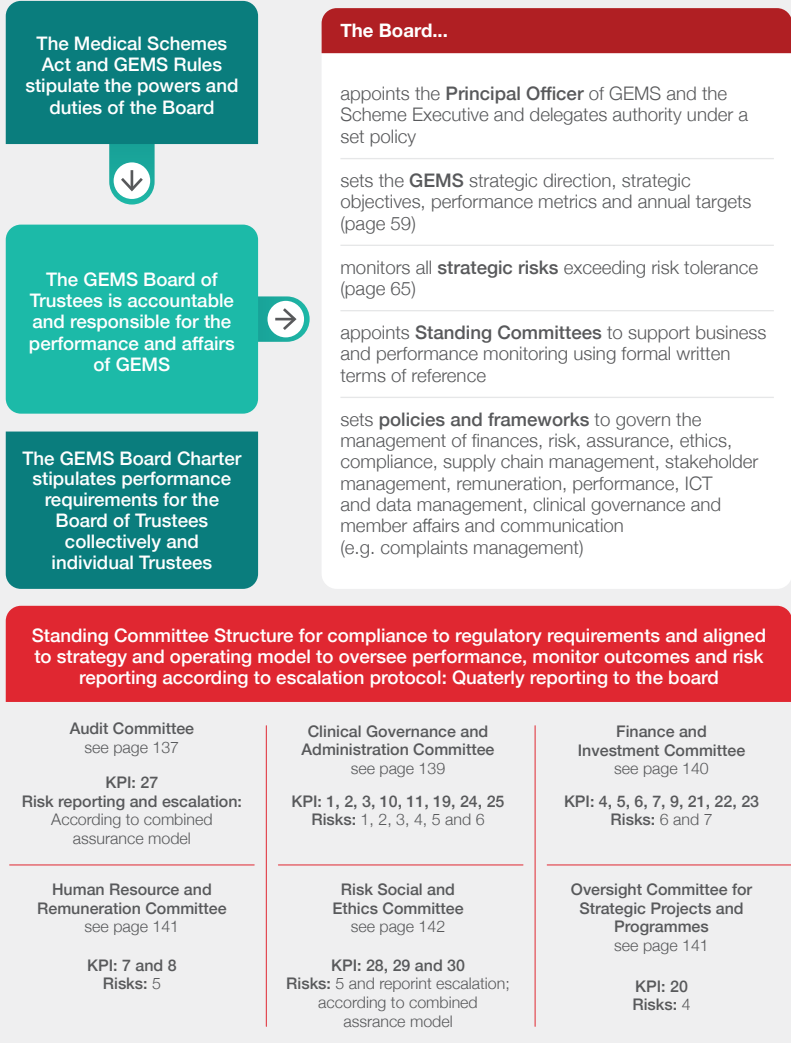 The Medical Schemes
Act and GEMS Rules
stipulate the powers and
duties of the Board
The GEMS Board of
Trustees is accountable
and responsible for the
performance and affairs
of GEMS
The GEMS Board Charter
stipulates performance
requirements for the
Board of Trustees
collectively and
individual Trustees
The Board...
appoints the Principal Officer of GEMS and the
Scheme Executive and delegates authority under a
set policy
sets the GEMS strategic direction, strategic
objectives, performance metrics and annual targets
(page 59)
monitors all strategic risks exceeding risk tolerance
(page 65)
appoints Standing Committees to support business
and performance monitoring using formal written
terms of reference
sets policies and frameworks to govern the
management of finances, risk, assurance, ethics,
compliance, supply chain management, stakeholder
management, remuneration, performance, ICT
and data management, clinical governance and
member affairs and communication
(e.g. complaints management)
Standing Committee Structure for compliance to regulatory requirements and aligned
to strategy and operating model to oversee performance, monitor outcomes and risk
reporting according to escalation protocol: Quaterly reporting to the board
Audit Committee
see page 137
KPI: 27
Risk reporting and escalation:
According to combined
assurance model
Clinical Governance and
Administration Committee
see page 139
KPI: 1, 2, 3, 10, 11, 19, 24, 25
Risks: 1, 2, 3, 4, 5 and 6
Finance and
Investment Committee
see page 140
KPI: 4, 5, 6, 7, 9, 21, 22, 23
Risks: 6 and 7
Human Resource and
Remuneration Committee
see page 141
KPI: 7 and 8
Risks: 5
Risk Social and
Ethics Committee
see page 142
KPI: 28, 29 and 30
Risks: 5 and reporint escalation;
according to combined
assrance model
Oversight Committee for
Strategic Projects and
Programmes
see page 141
KPI: 20
Risks: 4